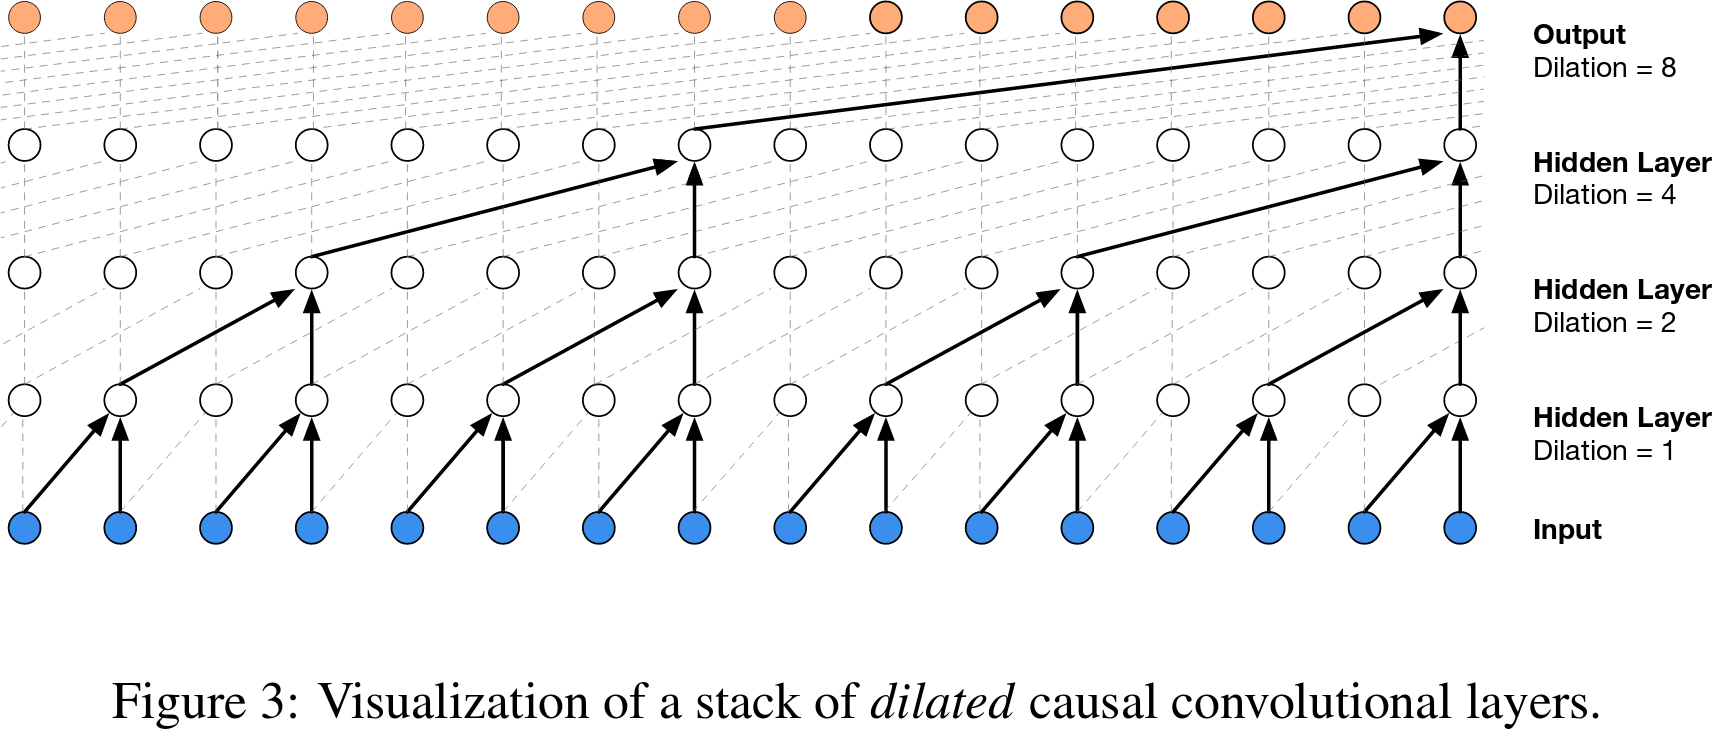 Output
Dilation = 8
Hidden Layer
Dilation = 4
Hidden Layer
Dilation = 2
Hidden Layer
Dilation = 1
Input
Figure 3: Visualization of a stack of dilated causal convolutional layers.